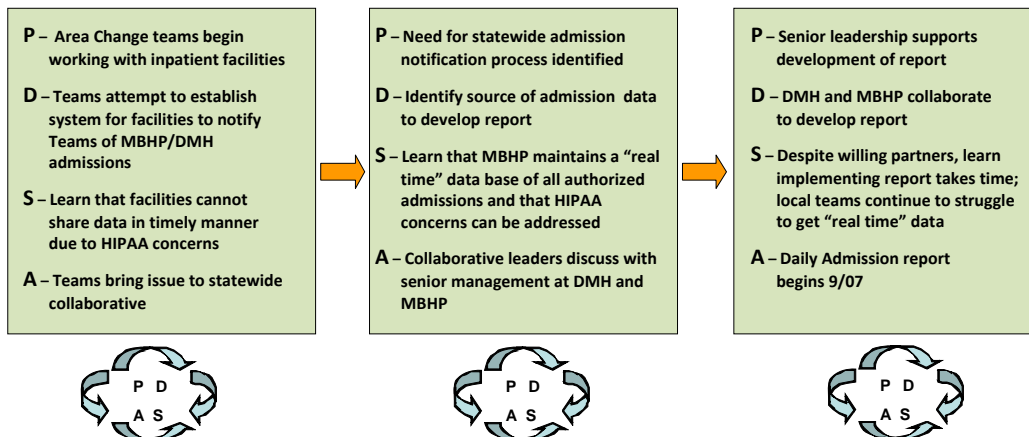 P – Area Change teams begin
working with inpatient facilities
D – Teams attempt to establish
system for facilities to notify
Teams of MBHP/DMH
admissions
S – Learn that facilities cannot
share data in timely manner
due to HIPAA concerns
A – Teams bring issue to statewide
collaborative
P – Need for statewide admission
notification process identified
D – Identify source of admission data
to develop report
S – Learn that MBHP maintains a “real
time” data base of all authorized
admissions and that HIPAA
concerns can be addressed
A – Collaborative leaders discuss with
senior management at DMH and
MBHP
P – Senior leadership supports
development of report
D – DMH and MBHP collaborate
to develop report
S – Despite willing partners, learn
implementing report takes time;
local teams continue to struggle
to get “real time” data
A – Daily Admission report
begins 9/07
P D
A S
P D
A S
P D
A S